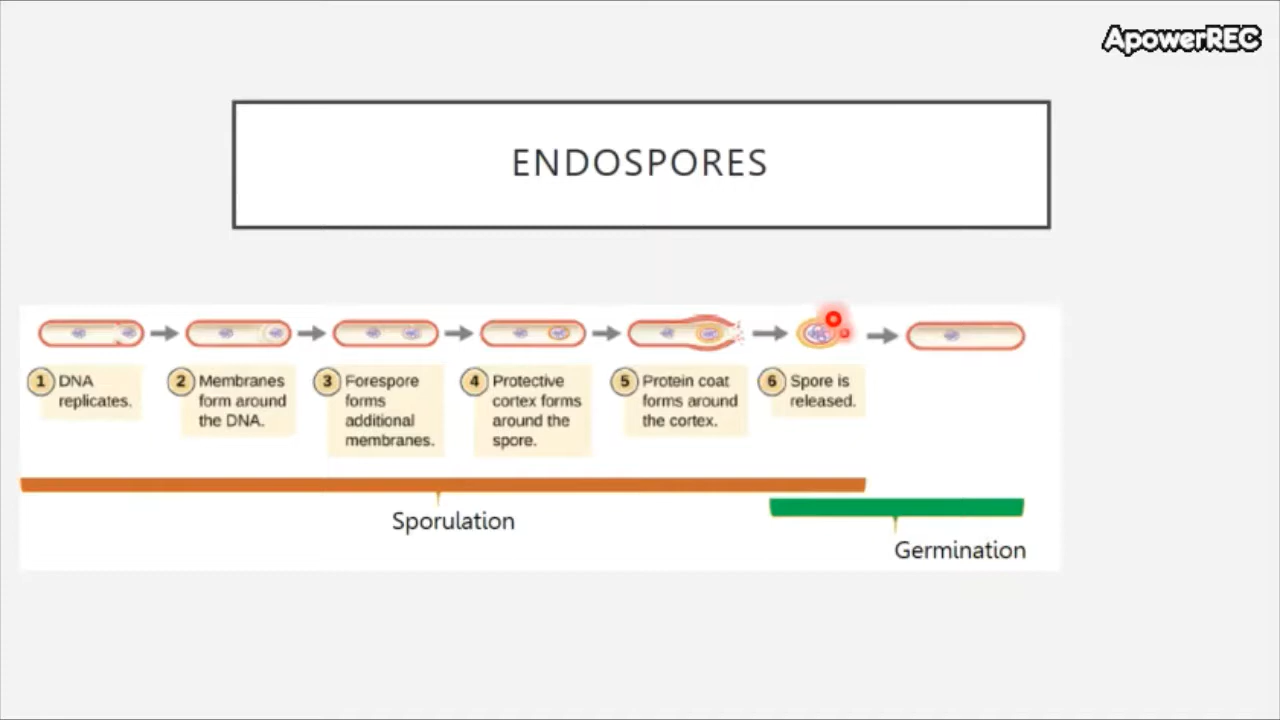 ApowerREC
ENDOSPORES
1 DNA
replicates.
2 Membranes
form around
the DNA.
3 Forespore
forms
additional
membranes.
4 Protective
cortex forms
around the
spore.
5 Protein coat
forms around
the cortex.
6 Spore is
released.
Sporulation
Germination